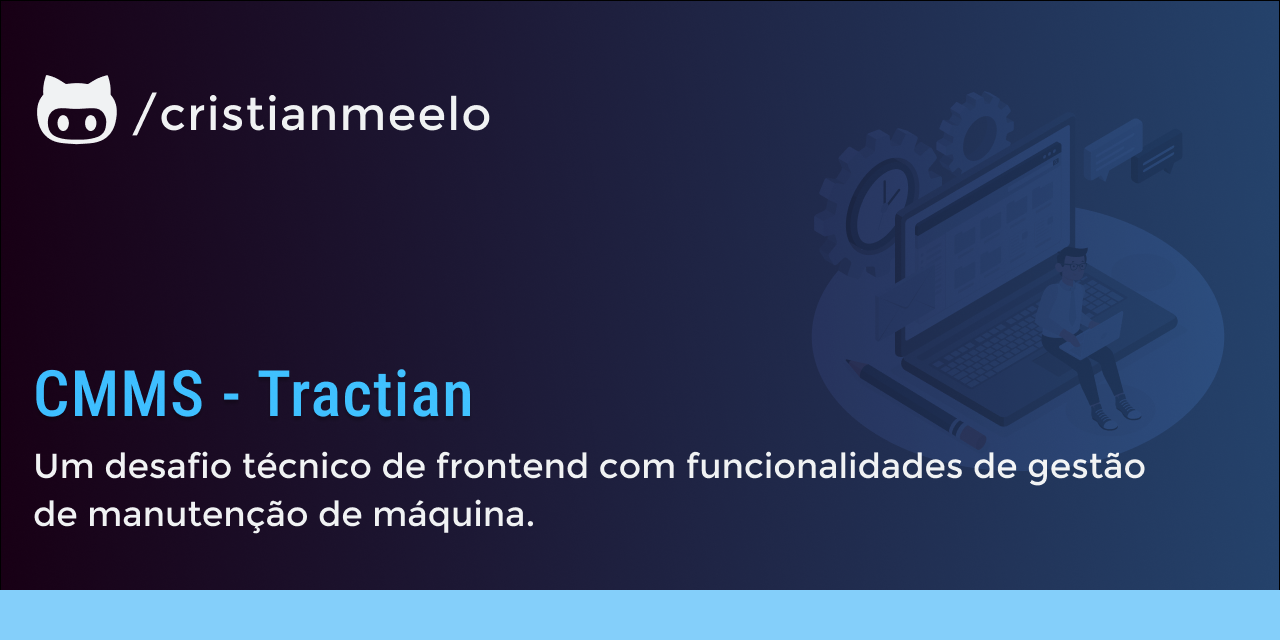 /cristianmeelo
CMMS - Tractian
Um desafio técnico de frontend com funcionalidades de gestão
de manutenção de máquina.